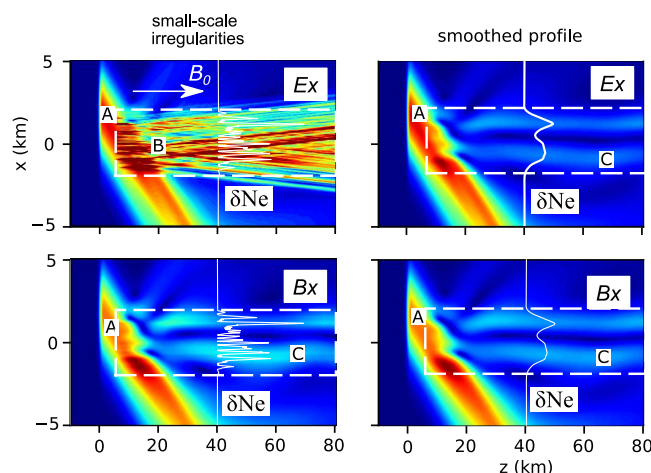 small-scale
irregularities
smoothed profile
5
0
−5
x (km)
A
B₀
Ex
B
δNe
A
Ex
C
δNe
5
0
−5
0
20
40
60
80
A
Bx
C
δNe
A
Bx
C
δNe
0
20
40
60
80
z (km)